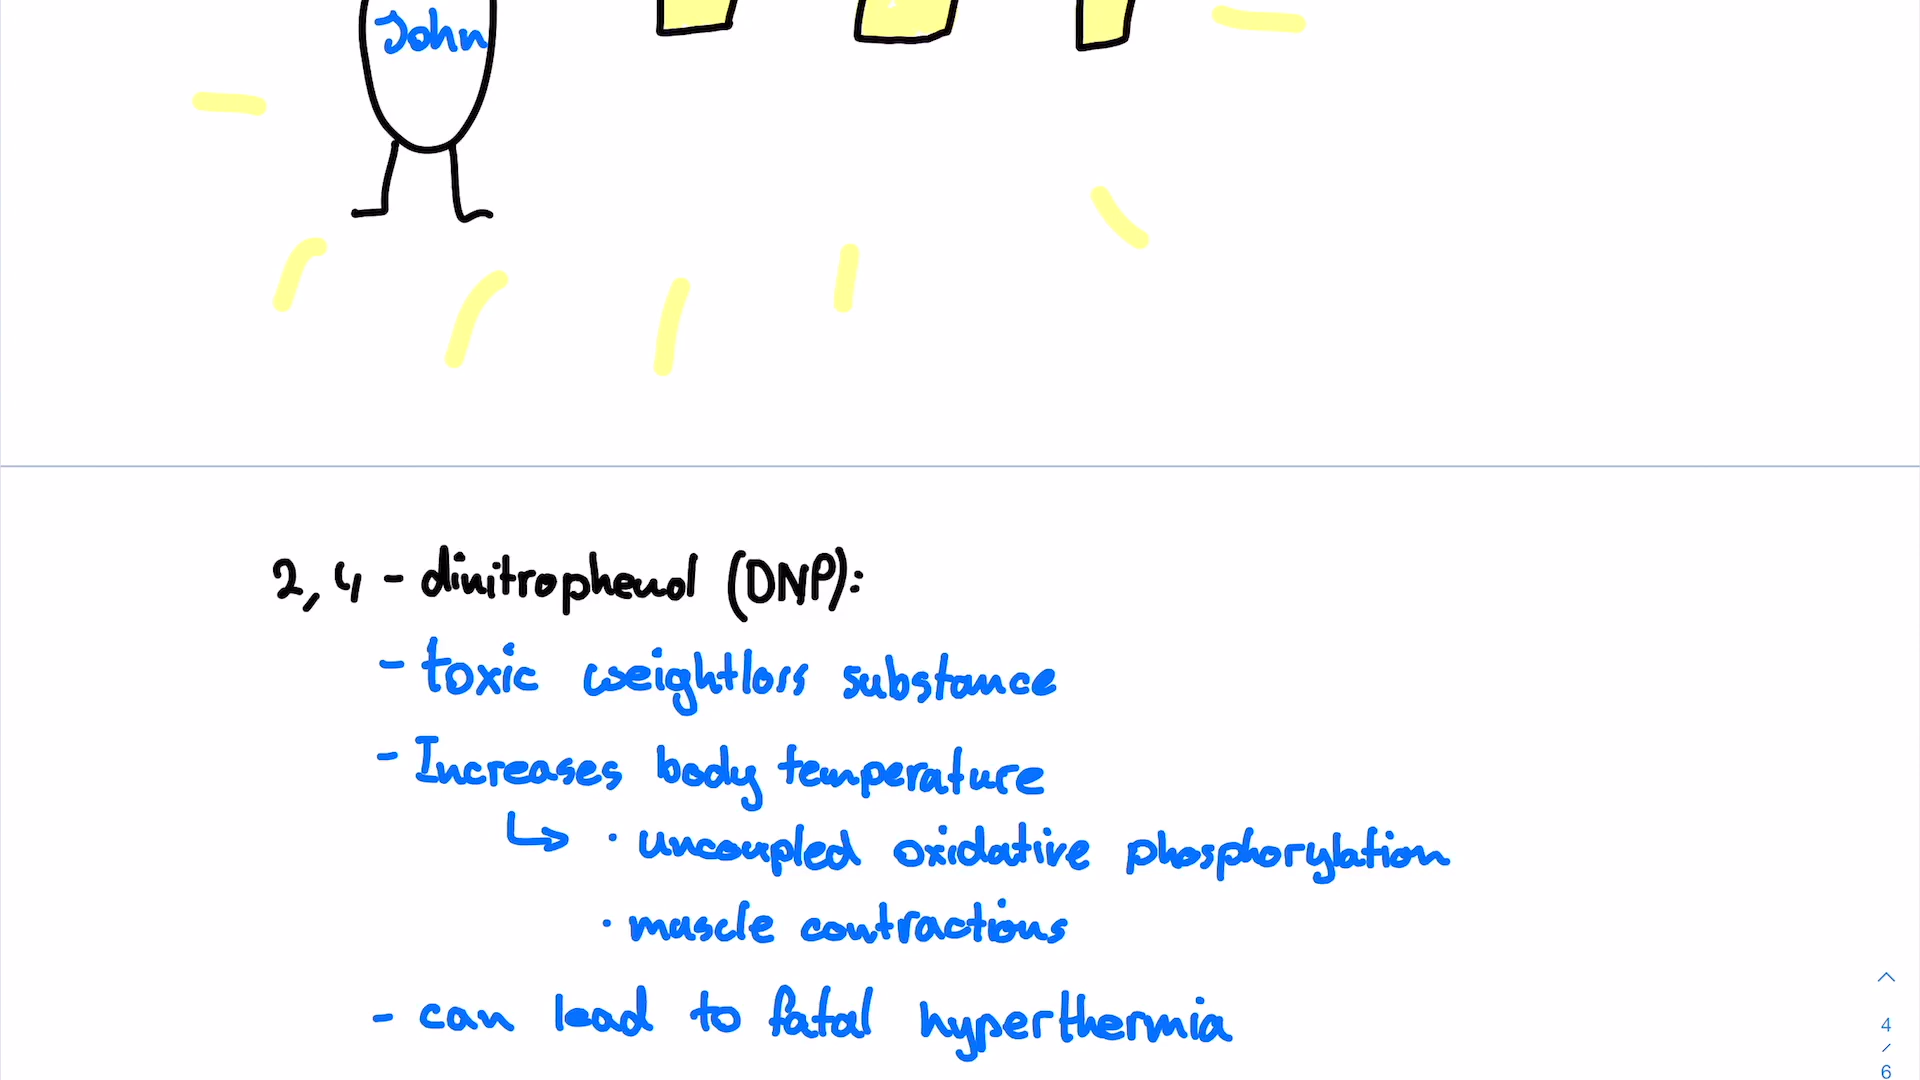 John
2,4 - dinitrophenol (DNP):
- toxic weightloss substance
- Increases body temperature
↳ · uncoupled oxidative phosphorylation
· muscle contractions
- can lead to fatal hyperthermia
4
/
6